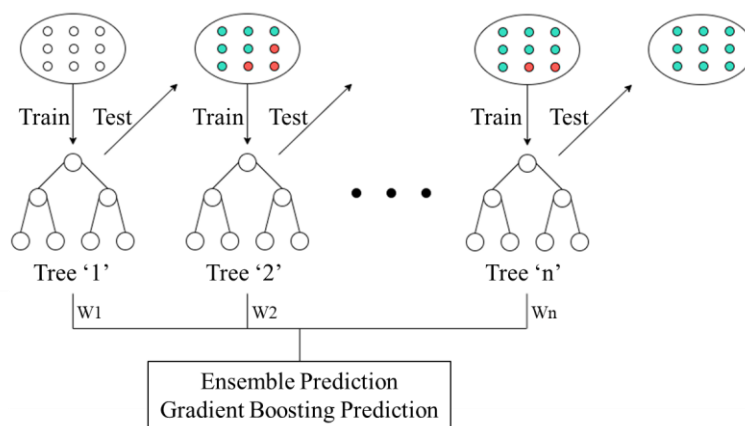 Train Test Train Test Train Test
Tree ‘1’ Tree ‘2’ Tree ‘n’
W1 W2 Wn
Ensemble Prediction
Gradient Boosting Prediction